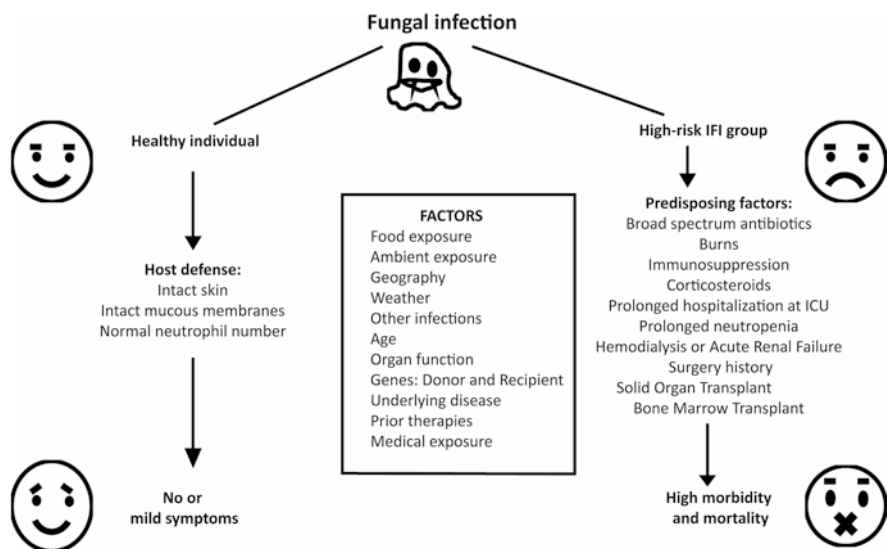 Fungal infection
Healthy individual
Host defense:
Intact skin
Intact mucous membranes
Normal neutrophil number
No or
mild symptoms
FACTORS
Food exposure
Ambient exposure
Geography
Weather
Other infections
Age
Organ function
Genes: Donor and Recipient
Underlying disease
Prior therapies
Medical exposure
High-risk IFI group
Predisposing factors:
Broad spectrum antibiotics
Burns
Immunosuppression
Corticosteroids
Prolonged hospitalization at ICU
Prolonged neutropenia
Hemodialysis or Acute Renal Failure
Surgery history
Solid Organ Transplant
Bone Marrow Transplant
High morbidity
and mortality